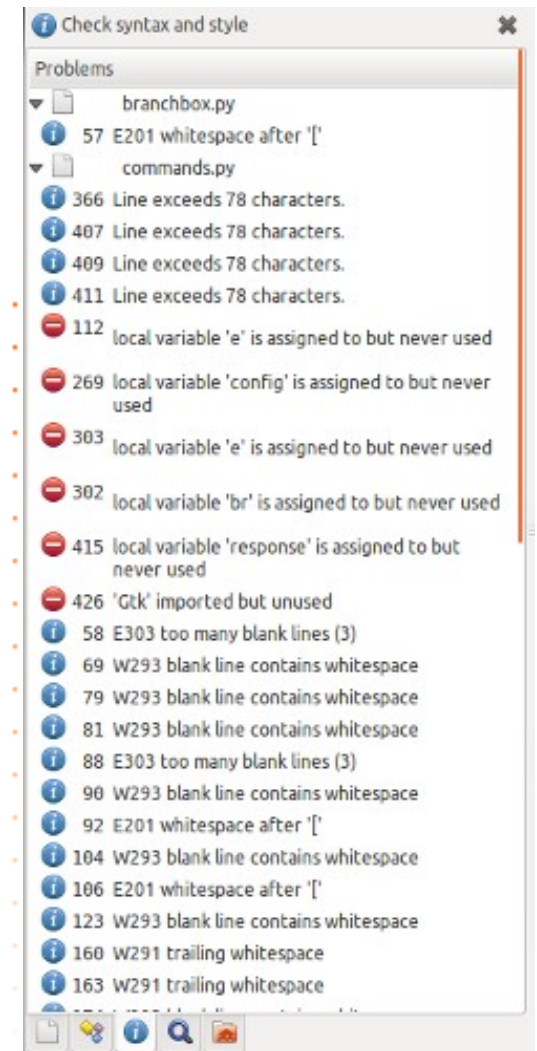 Check syntax and style
Problems
branchbox.py
57 E201 whitespace after '['
commands.py
366 Line exceeds 78 characters.
407 Line exceeds 78 characters.
409 Line exceeds 78 characters.
411 Line exceeds 78 characters.
112 local variable 'e' is assigned to but never used
269 local variable 'config' is assigned to but never
used
303 local variable 'e' is assigned to but never used
302 local variable 'br' is assigned to but never used
415 local variable 'response' is assigned to but
never used
426 'Gtk' imported but unused
58 E303 too many blank lines (3)
69 W293 blank line contains whitespace
79 W293 blank line contains whitespace
81 W293 blank line contains whitespace
88 E303 too many blank lines (3)
90 W293 blank line contains whitespace
92 E201 whitespace after '['
104 W293 blank line contains whitespace
106 E201 whitespace after '['
123 W293 blank line contains whitespace
160 W291 trailing whitespace
163 W291 trailing whitespace